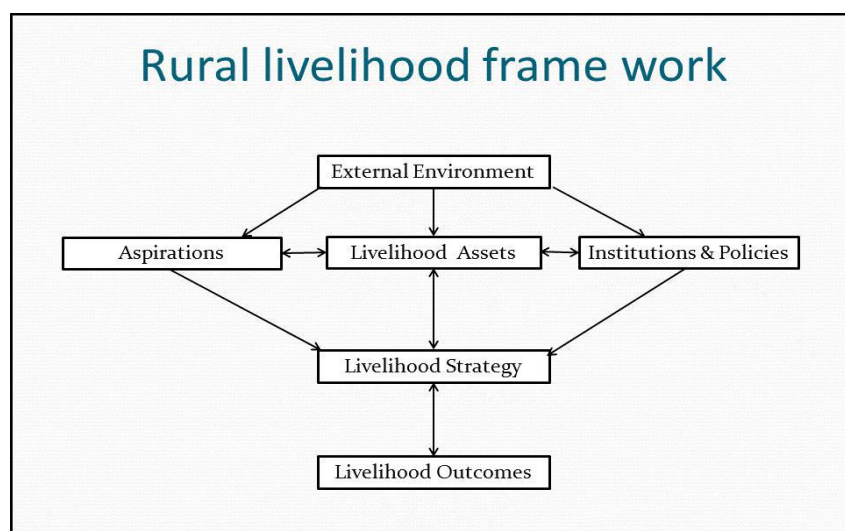 Rural livelihood frame work
External Environment
Aspirations
Livelihood Assets
Institutions & Policies
Livelihood Strategy
Livelihood Outcomes